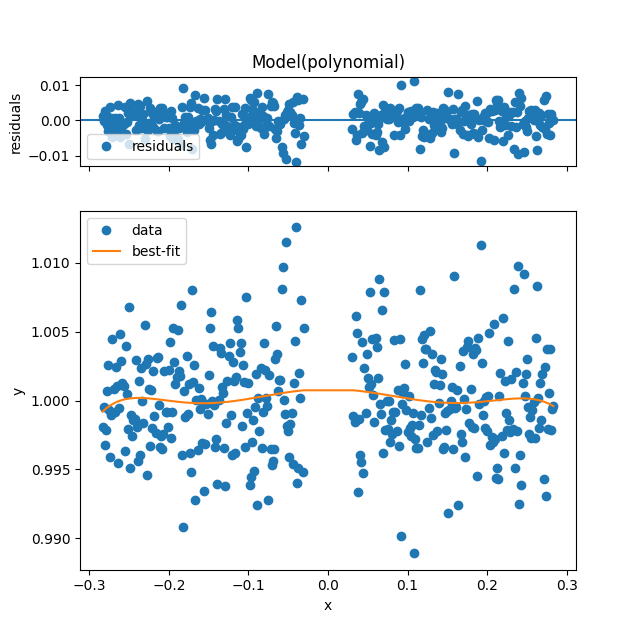 Model(polynomial)
0.01
0.00
−0.01
residuals
residuals
data
best-fit
1.010
1.005
1.000
0.995
0.990
y
−0.3
−0.2
−0.1
0.0
0.1
0.2
0.3
x